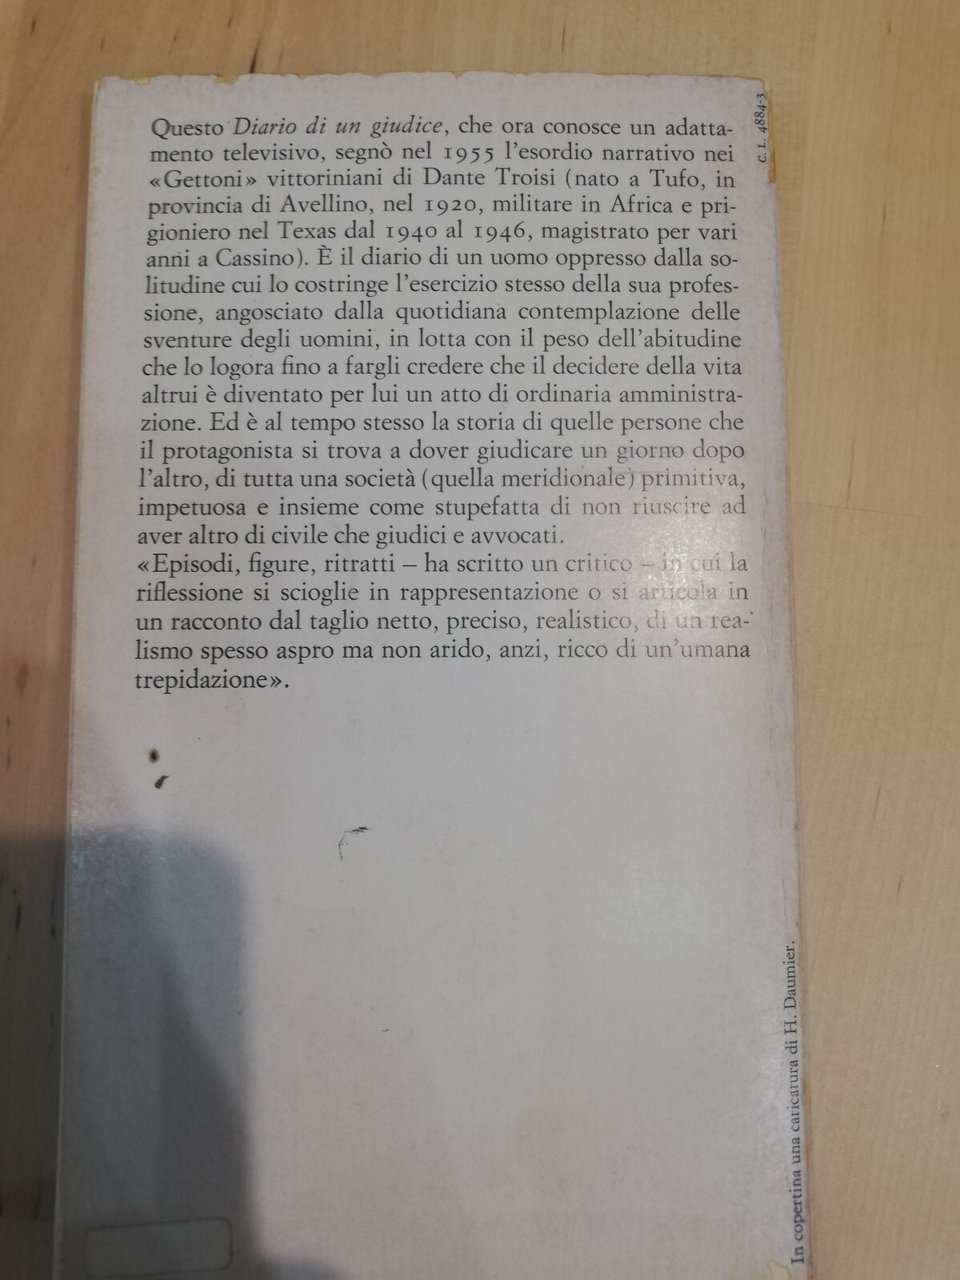 Questo Diario di un giudice, che ora conosce un adatta-
mento televisivo, segnò nel 1955 l'esordio narrativo nei
«Gettoni» vittoriniani di Dante Troisi (nato a Tufo, in
provincia di Avellino, nel 1920, militare in Africa e pri-
gioniero nel Texas dal 1940 al 1946, magistrato per vari
anni a Cassino). È il diario di un uomo oppresso dalla so-
litudine cui lo costringe l'esercizio stesso della sua profes-
sione, angosciato dalla quotidiana contemplazione delle
sventure degli uomini, in lotta con il peso dell'abitudine
che lo logora fino a fargli credere che il decidere della vita
altrui è diventato per lui un atto di ordinaria amministra-
zione. Ed è al tempo stesso la storia di quelle persone che
il protagonista si trova a dover giudicare un giorno dopo
l'altro, di tutta una società (quella meridionale) primitiva,
impetuosa e insieme come stupefatta di non riuscire ad
aver altro di civile che giudici e avvocati.
«Episodi, figure, ritratti – ha scritto un critico – in cui la
riflessione si scioglie in rappresentazione o si articola in
un racconto dal taglio netto, preciso, realistico, di un rea-
lismo spesso aspro ma non arido, anzi, ricco di un'umana
trepidazione».
C. L. 4884-3
In copertina una caricatura di H. Daumier.